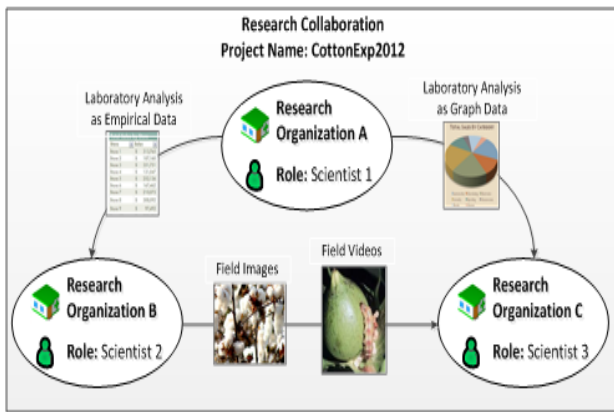 Research Collaboration
Project Name: CottonExp2012
Laboratory Analysis
as Empirical Data
Laboratory Analysis
as Graph Data
Research
Organization A
Role: Scientist 1
Field Images
Field Videos
Research
Organization B
Role: Scientist 2
Research
Organization C
Role: Scientist 3